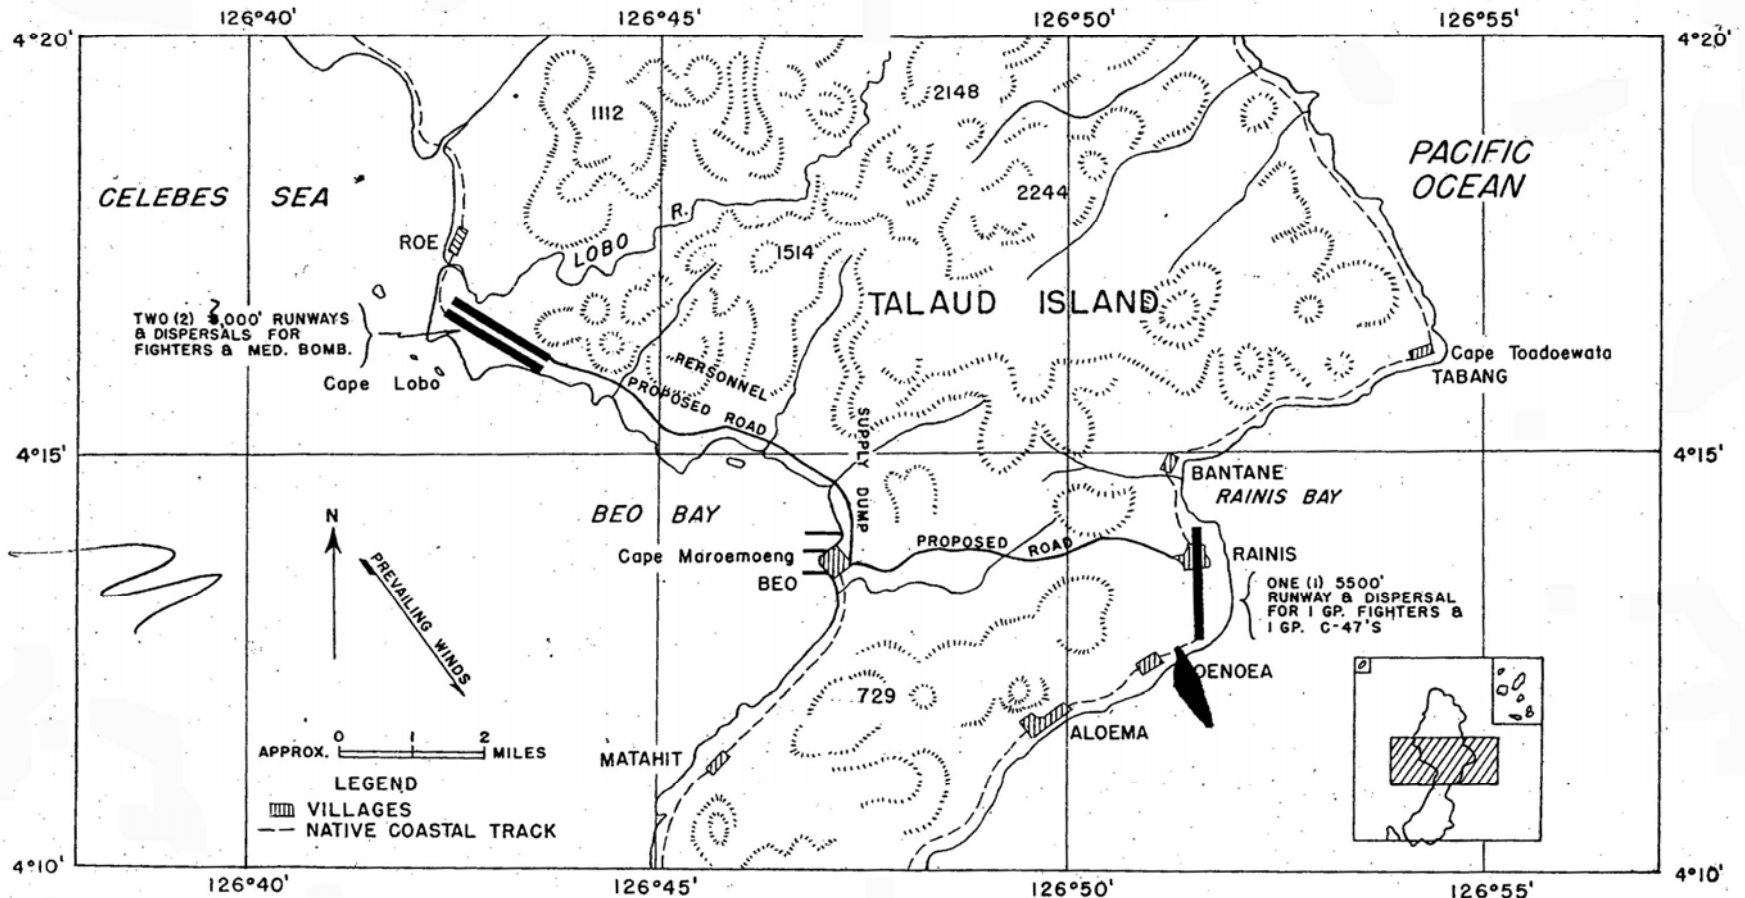 126°40' 126°45' 126°50' 126°55'
4°20' 4°20'
2148
1112
PACIFIC
OCEAN
CELEBES SEA
2244
R.
ROE
LOBO
1514
TALAUD ISLAND
TWO (2) ,000' RUNWAYS
& DISPERSALS FOR
FIGHTERS & MED. BOMB.
Cape Lobo
PERSONNEL
PROPOSED ROAD
Cape Toadoewata
TABANG
SUPPLY DUMP
4°15' 4°15'
BANTANE
RAINIS BAY
BEO BAY
N
PREVAILING WINDS
Cape Maroemoeng
BEO
PROPOSED ROAD
RAINIS
ONE (1) 5500'
RUNWAY & DISPERSAL
FOR 1 GP. FIGHTERS &
1 GP. C-47'S
OENOEA
729
ALOEMA
MATAHIT
0 1 2
APPROX. MILES
LEGEND
VILLAGES
NATIVE COASTAL TRACK
4°10' 4°10'
126°40' 126°45' 126°50' 126°55'